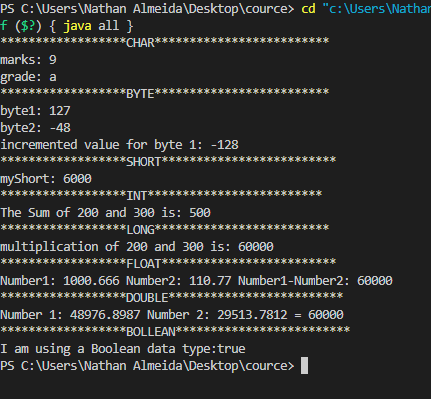 PS C:\Users\Nathan Almeida\Desktop\cource> cd "c:\Users\Nathan
f ($?) { java all }
******************CHAR*************************
marks: 9
grade: a
******************BYTE*************************
byte1: 127
byte2: -48
incremented value for byte 1: -128
******************SHORT*************************
myShort: 6000
******************INT*************************
The Sum of 200 and 300 is: 500
******************LONG*************************
multiplication of 200 and 300 is: 60000
******************FLOAT*************************
Number1: 1000.666 Number2: 110.77 Number1-Number2: 60000
******************DOUBLE*************************
Number 1: 48976.8987 Number 2: 29513.7812 = 60000
******************BOLLEAN*************************
I am using a Boolean data type:true
PS C:\Users\Nathan Almeida\Desktop\cource>